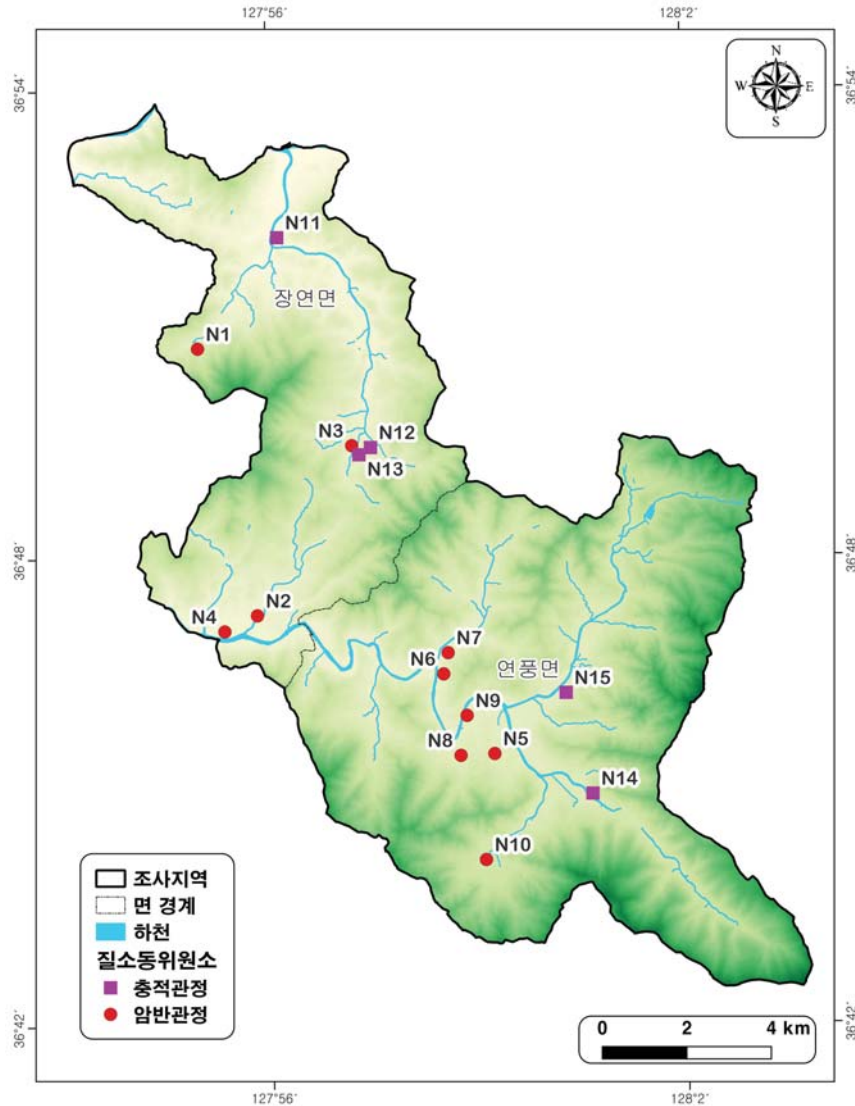 127°56'
128°2'
36°54'
36°54'
N
W
E
S
N11
장연면
N1
N3
N12
N13
36°48'
36°48'
N2
N4
N7
N6
연풍면
N15
N9
N8
N5
N14
N10
조사지역
면 경계
하천
질소동위원소
충적관정
암반관정
0
2
4 km
36°42'
36°42'
127°56'
128°2'